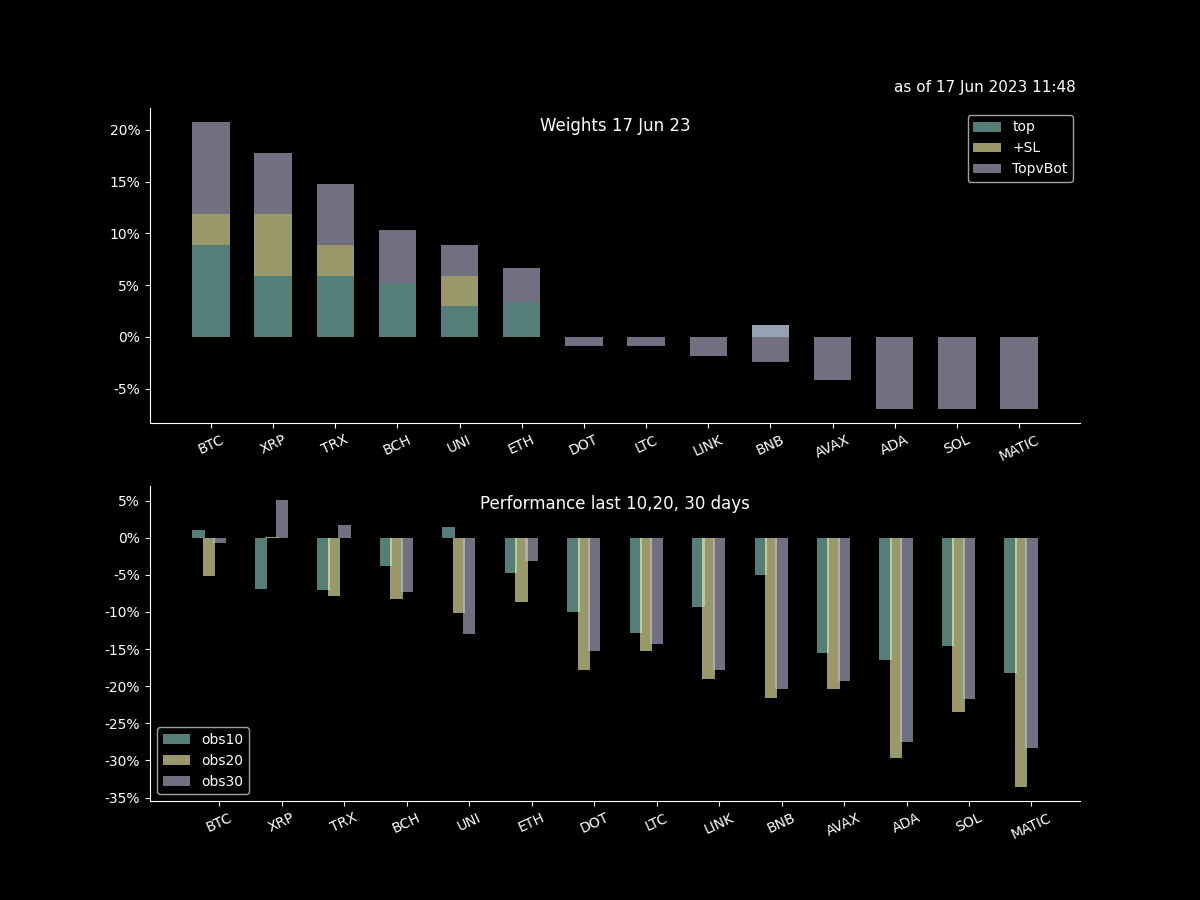 as of 17 Jun 2023 11:48
Weights 17 Jun 23
top
+SL
TopvBot
20%
15%
10%
5%
0%
-5%
BTC XRP TRX BCH UNI ETH DOT LTC LINK BNB AVAX ADA SOL MATIC
Performance last 10,20, 30 days
5%
0%
-5%
-10%
-15%
-20%
-25%
-30%
-35%
obs10
obs20
obs30
BTC XRP TRX BCH UNI ETH DOT LTC LINK BNB AVAX ADA SOL MATIC